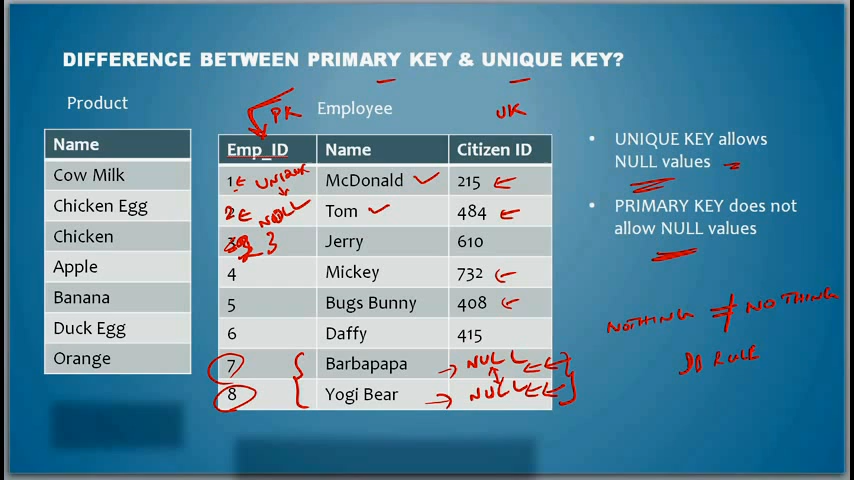 DIFFERENCE BETWEEN PRIMARY KEY & UNIQUE KEY?
Product
Name
Cow Milk
Chicken Egg
Chicken
Apple
Banana
Duck Egg
Orange
PK
Employee
UK
Emp_ID Name Citizen ID
1 UNIQUE McDonald 215
2 NULL Tom 484
3 3 Jerry 610
4 Mickey 732
5 Bugs Bunny 408
6 Daffy 415
7 Barbapapa NULL
8 Yogi Bear NULL
• UNIQUE KEY allows
NULL values
• PRIMARY KEY does not
allow NULL values
NOTHING ≠ NOTHING
RULE